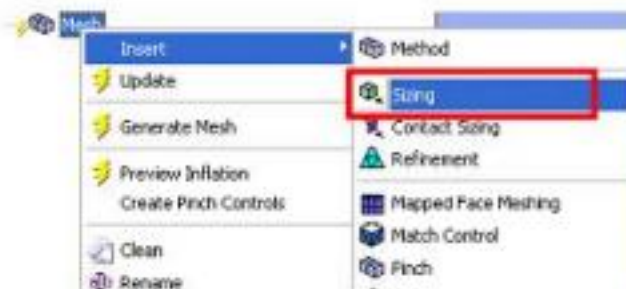 Mesh
Insert
Update
Generate Mesh
Preview Inflation
Create Pinch Controls
Clean
Rename
Method
Sizing
Contact Sizing
Refinement
Mapped Face Meshing
Match Control
Pinch